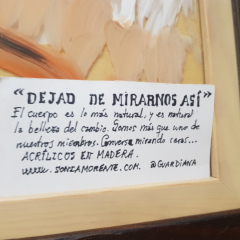 “DEJAD DE MIRARNOS ASÍ”
El cuerpo es lo más natural, y es natural
la belleza del cambio. Somos más que uno de
nuestros miembros. Conversa mirando caras...
ACRÍLICOS EN MADERA.
www.SONIAMORENTE.COM. @GUARDIANA